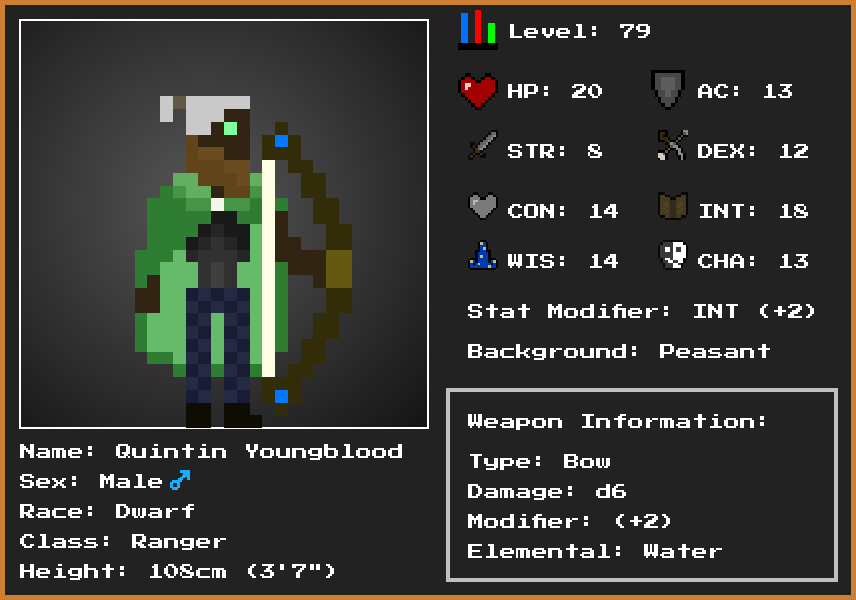 Level: 79
HP: 20
AC: 13
STR: 8
DEX: 12
CON: 14
INT: 18
WIS: 14
CHA: 13
Stat Modifier: INT (+2)
Background: Peasant
Weapon Information:
Type: Bow
Damage: d6
Modifier: (+2)
Elemental: Water
Name: Quintin Youngblood
Sex: Male ♂
Race: Dwarf
Class: Ranger
Height: 108cm (3'7")